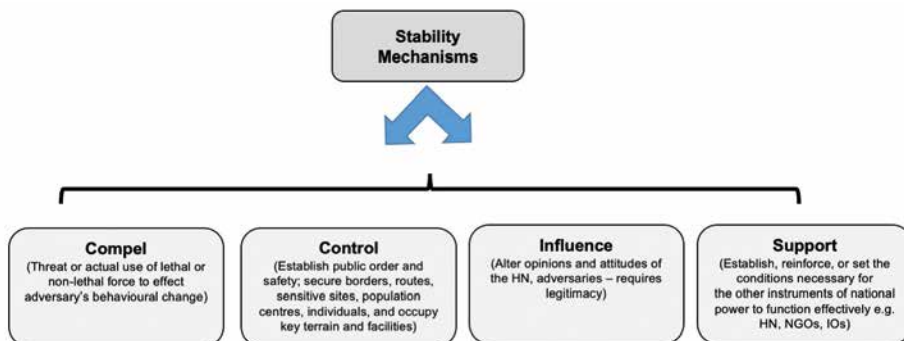 Stability
Mechanisms
Compel
(Threat or actual use of lethal or
non-lethal force to effect
adversary's behavioural change)
Control
(Establish public order and
safety; secure borders, routes,
sensitive sites, population
centres, individuals, and occupy
key terrain and facilities)
Influence
(Alter opinions and attitudes of
the HN, adversaries – requires
legitimacy)
Support
(Establish, reinforce, or set the
conditions necessary for
the other instruments of national
power to function effectively e.g.
HN, NGOs, IOs)